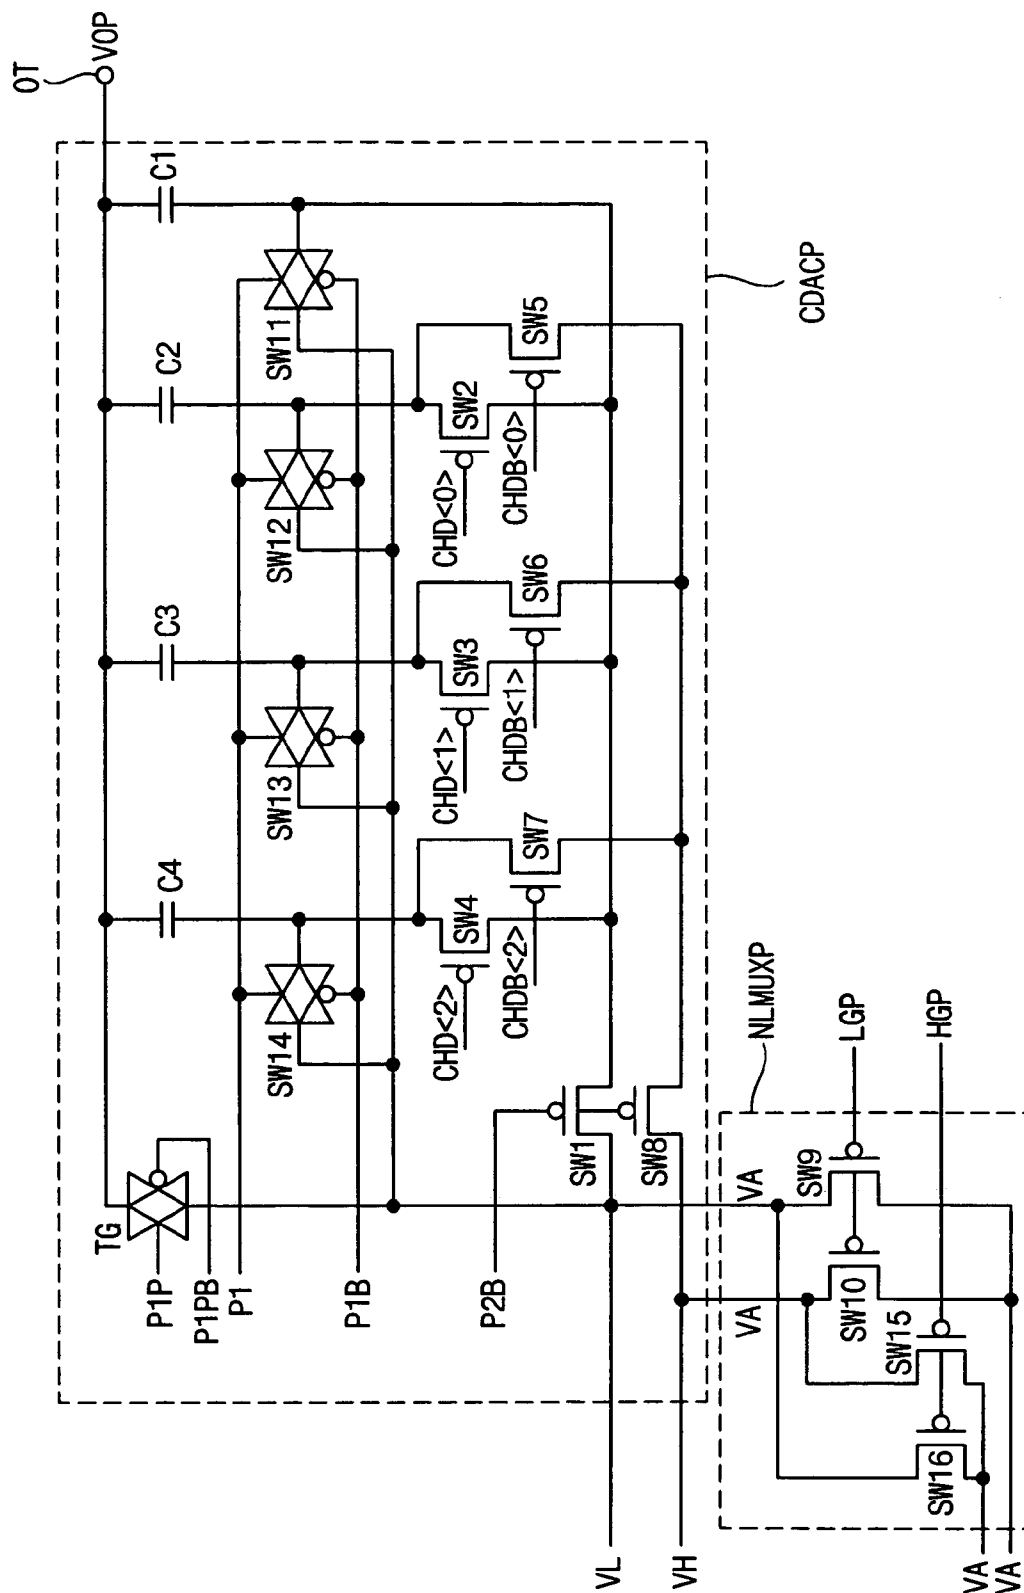 OT
VOP
C1
C2
C3
C4
SW11
SW12
SW13
SW14
CDACP
SW5
SW2
CHD<0>
CHDB<0>
SW6
SW3
CHD<1>
CHDB<1>
SW7
SW4
CHD<2>
CHDB<2>
TG
P1P
P1PB
P1
P1B
P2B
SW1
SW8
NLMUXP
LGP
HGP
VA
SW9
VA
SW10
SW15
SW16
VL
VH
VA
VA